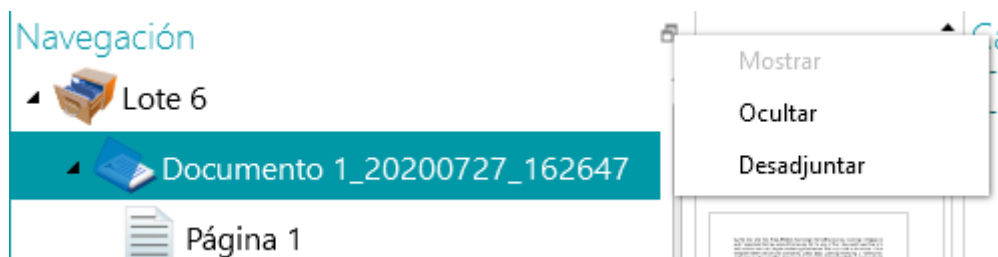 Navegación
Mostrar
Lote 6
Ocultar
Documento 1_20200727_162647
Desadjuntar
Página 1